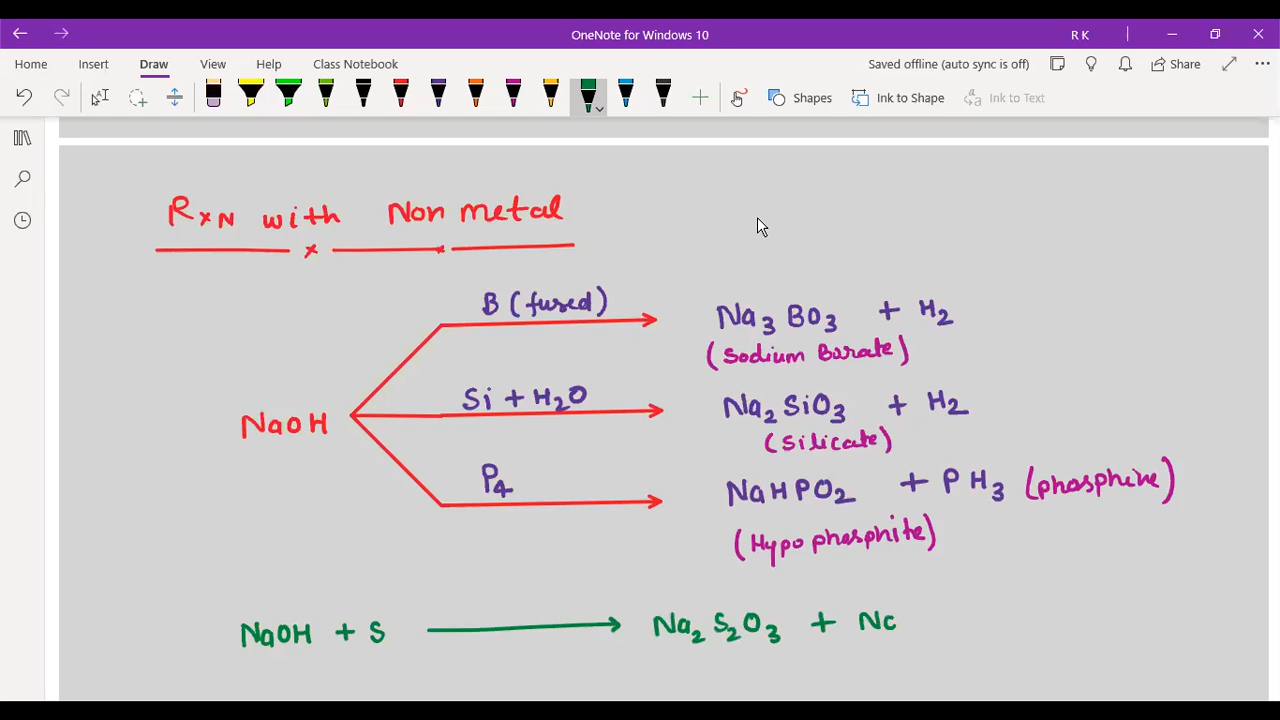 OneNote for Windows 10
R K
Home Insert Draw View Help Class Notebook
Saved offline (auto sync is off) Share
Shapes Ink to Shape Ink to Text
RxN with Non metal
B (fused) Na3BO3 + H2
(Sodium Borate)
Si + H2O Na2SiO3 + H2
(Silicate)
NaOH
P4 NaHPO2 + PH3 (phosphine)
(Hypo phosphite)
NaOH + S → Na2S2O3 + Nc